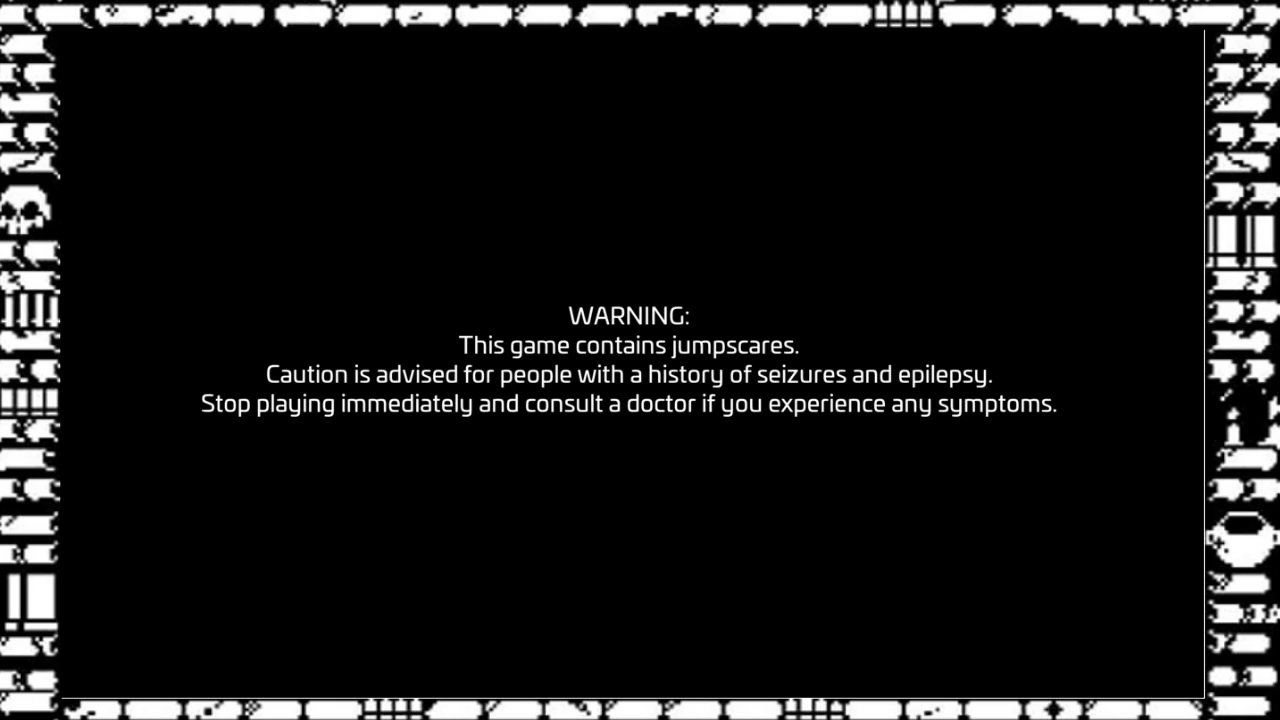 WARNING:
This game contains jumpscares.
Caution is advised for people with a history of seizures and epilepsy.
Stop playing immediately and consult a doctor if you experience any symptoms.